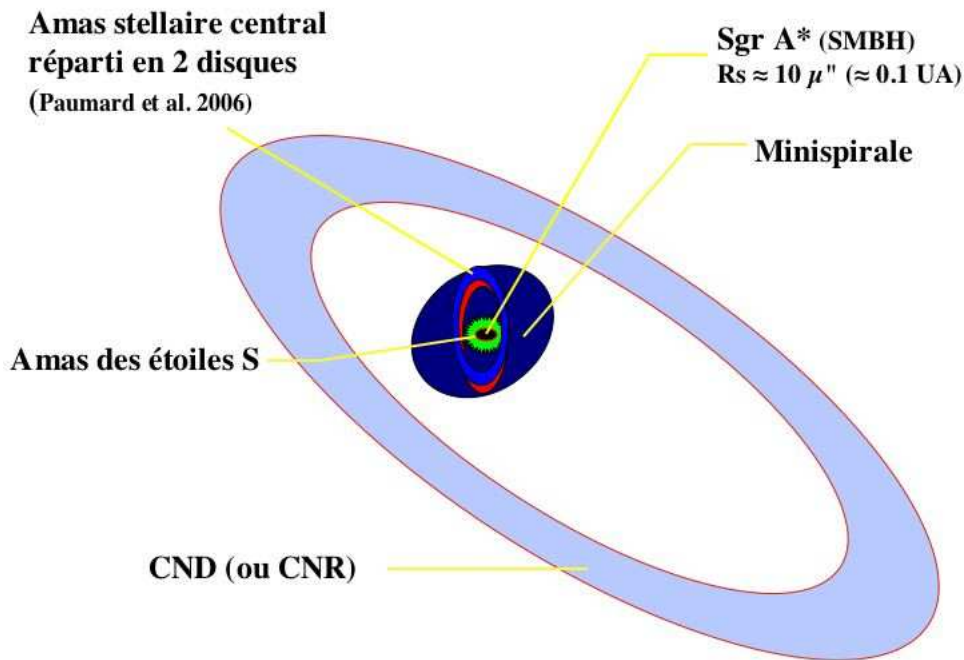 Amas stellaire central
réparti en 2 disques
(Paumard et al. 2006)
Sgr A* (SMBH)
Rs ≈ 10 µ" (≈ 0.1 UA)
Minispirale
Amas des étoiles S
CND (ou CNR)